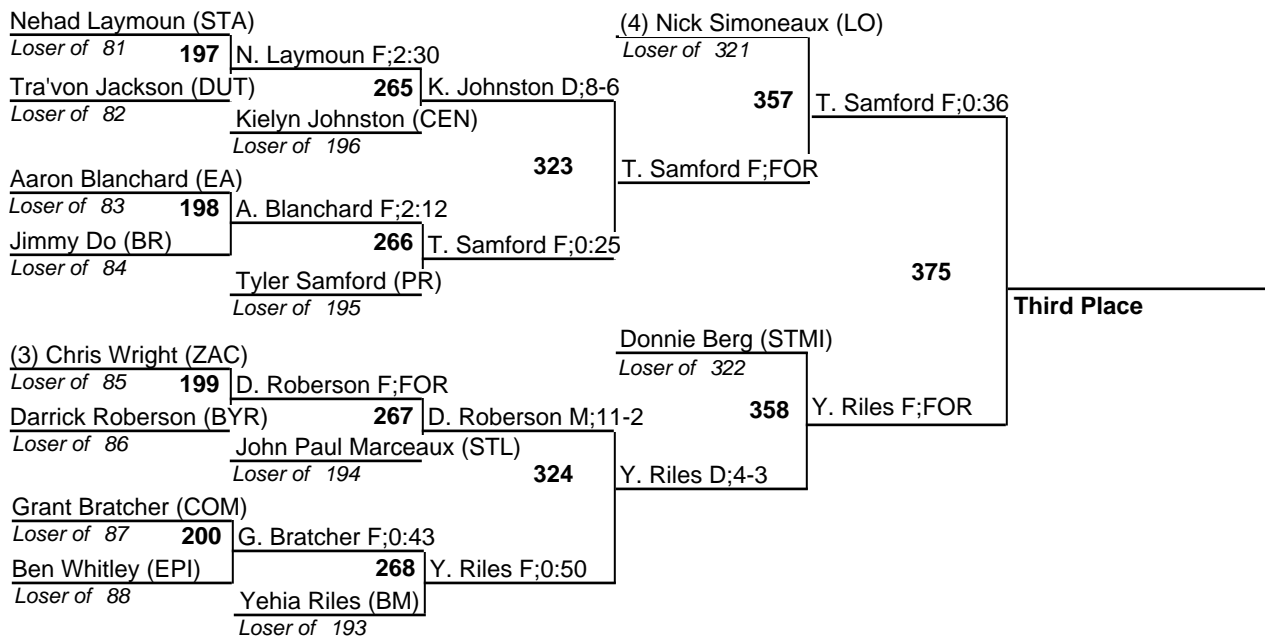 Nehad Laymoun (STA)
Loser of 81
197
N. Laymoun F;2:30
Tra'von Jackson (DUT)
Loser of 82
265
K. Johnston D;8-6
Kielyn Johnston (CEN)
Loser of 196
323
Aaron Blanchard (EA)
Loser of 83
198
A. Blanchard F;2:12
Jimmy Do (BR)
Loser of 84
266
T. Samford F;0:25
Tyler Samford (PR)
Loser of 195
(4) Nick Simoneaux (LO)
Loser of 321
357
T. Samford F;0:36
T. Samford F;FOR
375
Third Place
(3) Chris Wright (ZAC)
Loser of 85
199
D. Roberson F;FOR
Darrick Roberson (BYR)
Loser of 86
267
D. Roberson M;11-2
John Paul Marceaux (STL)
Loser of 194
324
Grant Bratcher (COM)
Loser of 87
200
G. Bratcher F;0:43
Ben Whitley (EPI)
Loser of 88
268
Y. Riles F;0:50
Yehia Riles (BM)
Loser of 193
Donnie Berg (STMI)
Loser of 322
358
Y. Riles F;FOR
Y. Riles D;4-3